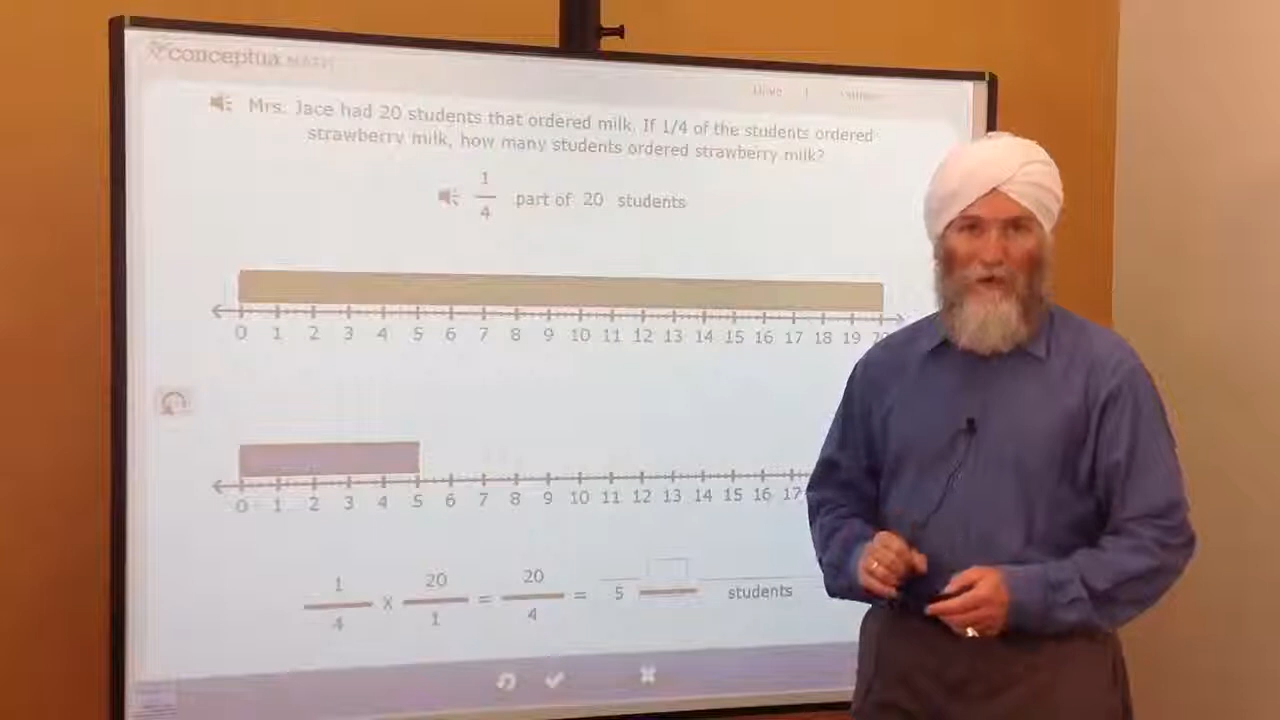 conceptua MATH
Mrs. Jace had 20 students that ordered milk. If 1/4 of the students ordered
strawberry milk, how many students ordered strawberry milk?
1
4
part of 20 students
0 1 2 3 4 5 6 7 8 9 10 11 12 13 14 15 16 17 18 19
0 1 2 3 4 5 6 7 8 9 10 11 12 13 14 15 16 17
1 20 20
x = = 5 students
4 1 4